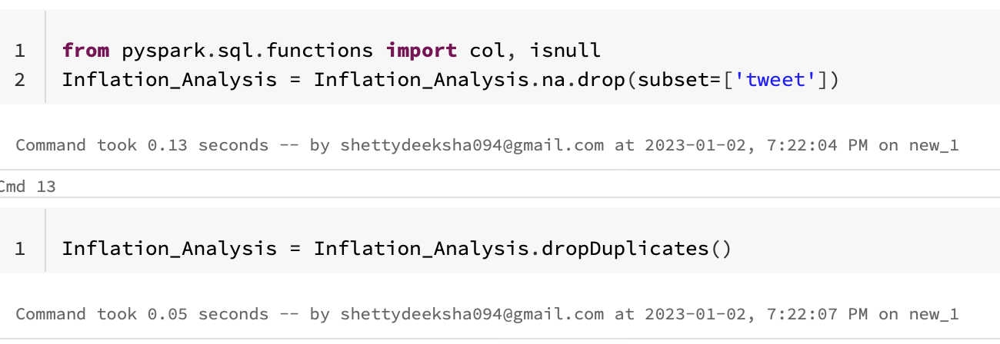 1 from pyspark.sql.functions import col, isnull
2 Inflation_Analysis = Inflation_Analysis.na.drop(subset=['tweet'])
Command took 0.13 seconds -- by shettydeeksha094@gmail.com at 2023-01-02, 7:22:04 PM on new_1
Cmd 13
1 Inflation_Analysis = Inflation_Analysis.dropDuplicates()
Command took 0.05 seconds -- by shettydeeksha094@gmail.com at 2023-01-02, 7:22:07 PM on new_1